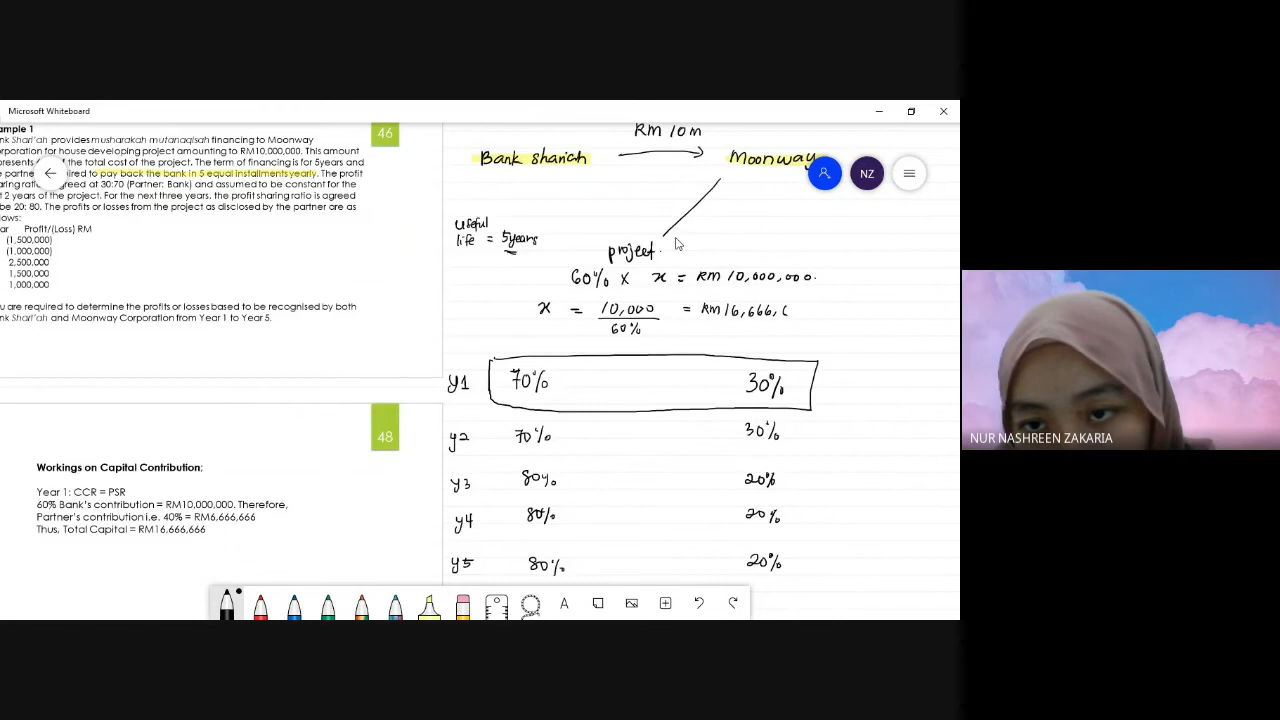 Microsoft Whiteboard
ample 1
nk Shari'ah provides musharakah mutanaqisah financing to Moonway
rporation for house developing project amounting to RM10,000,000. This amount
presents of the total cost of the project. The term of financing is for 5years and
e partner ired to pay back the bank in 5 equal installments yearly. The profit
aring ratio greed at 30:70 (Partner: Bank) and assumed to be constant for the
t 2 years of the project. For the next three years, the profit sharing ratio is agreed
be 20: 80. The profits or losses from the project as disclosed by the partner are as
lows:
ar Profit/(Loss) RM
(1,500,000)
(1,000,000)
2,500,000
1,500,000
1,000,000
u are required to determine the profits or losses based to be recognised by both
nk Shari'ah and Moonway Corporation from Year 1 to Year 5.
46
48
Workings on Capital Contribution;
Year 1: CCR = PSR
60% Bank's contribution = RM10,000,000. Therefore,
Partner's contribution i.e. 40% = RM6,666,666
Thus, Total Capital = RM16,666,666
Rm 10m
Bank shariah Moonway
useful
life = 5years
project.
60% x x = RM 10,000,000.
x = 10,000 = RM16,666,6
60%
y1 70% 30%
y2 70% 30%
y3 80% 20%
y4 80% 20%
y5 80% 20%
NZ
A
NUR NASHREEN ZAKARIA